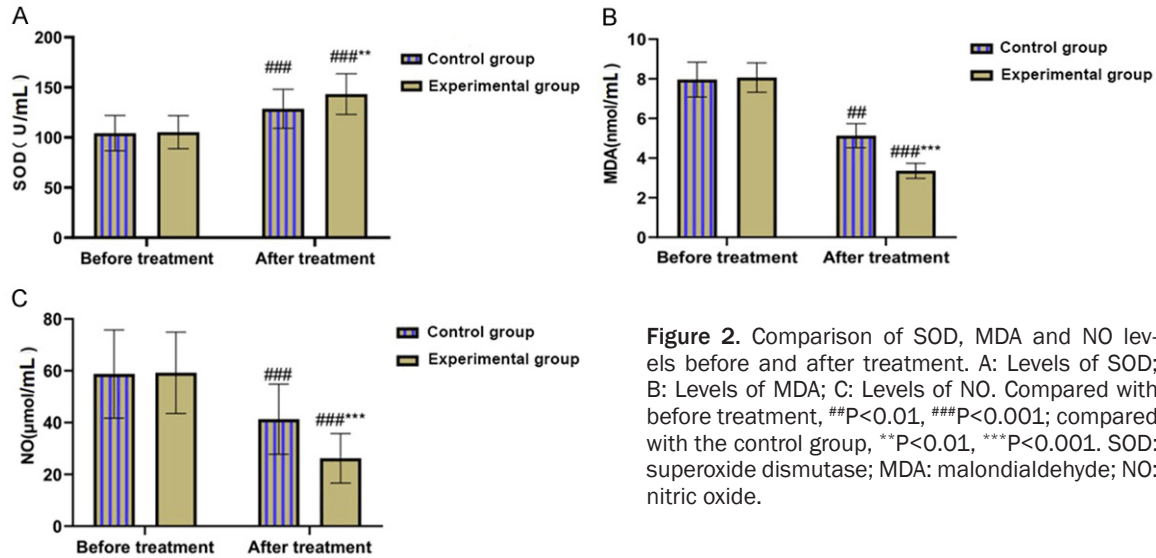 A
SOD( U/mL)
200
150
100
50
0
### 
###**
Before treatment
After treatment
Control group
Experimental group
B
MDA(nmol/mL)
10
8
6
4
2
0
##
###***
Before treatment
After treatment
Control group
Experimental group
C
NO(μmol/mL)
80
60
40
20
0
###
###***
Before treatment
After treatment
Control group
Experimental group
Figure 2. Comparison of SOD, MDA and NO lev-
els before and after treatment. A: Levels of SOD;
B: Levels of MDA; C: Levels of NO. Compared with
before treatment, ##P<0.01, ###P<0.001; compared
with the control group, **P<0.01, ***P<0.001. SOD:
superoxide dismutase; MDA: malondialdehyde; NO:
nitric oxide.